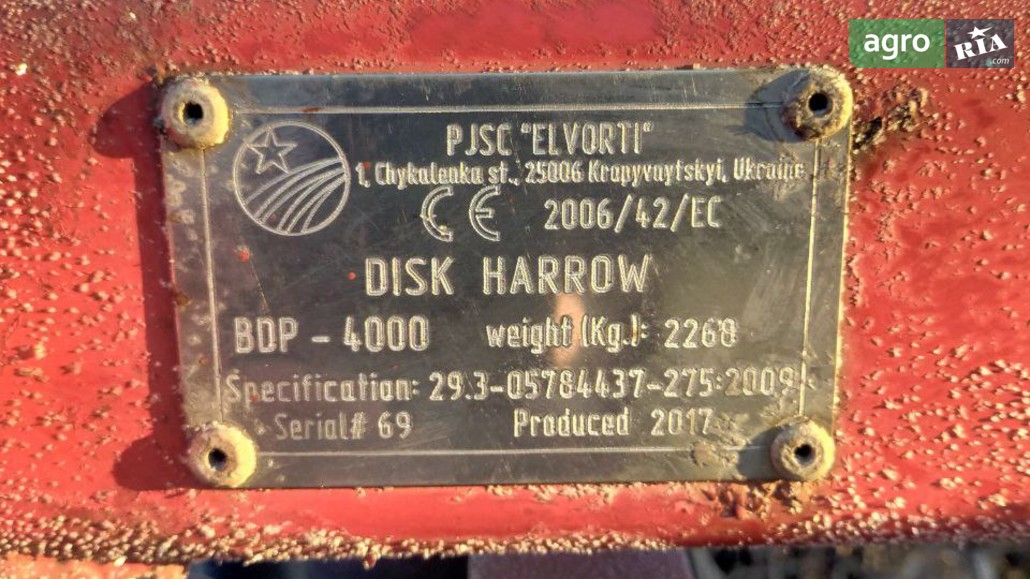 agro RIA
.com
PJSC "ELVORTI"
1, Chykalenka st., 25006 Kropyvnytskyi, Ukraine
CE 2006/42/EC
DISK HARROW
BDP - 4000 weight (Kg.): 2268
Specification: 29.3-05784437-275:2009
Serial# 69 Produced 2017